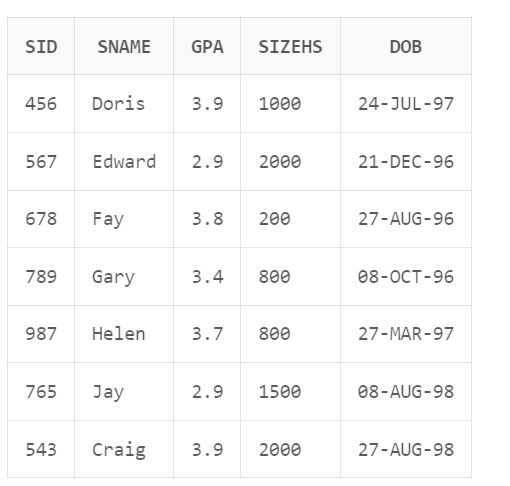 SID SNAME GPA SIZEHS DOB
456 Doris 3.9 1000 24-JUL-97
567 Edward 2.9 2000 21-DEC-96
678 Fay 3.8 200 27-AUG-96
789 Gary 3.4 800 08-OCT-96
987 Helen 3.7 800 27-MAR-97
765 Jay 2.9 1500 08-AUG-98
543 Craig 3.9 2000 27-AUG-98